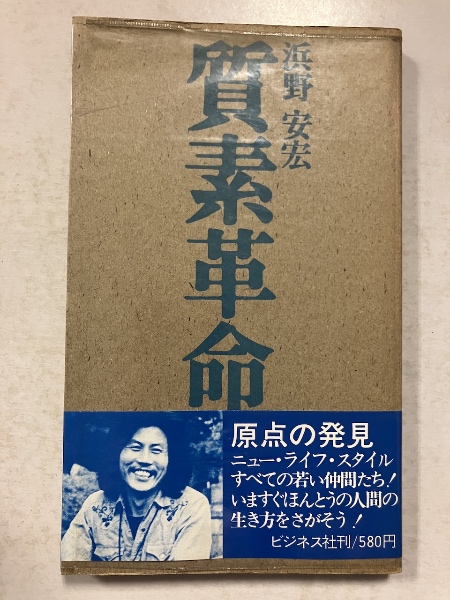 浜野安宏
質素革命
原点の発見
ニュー・ライフ・スタイル
すべての若い仲間たち!
いますぐほんとうの人間の
生き方をさがそう!
ビジネス社刊/580円